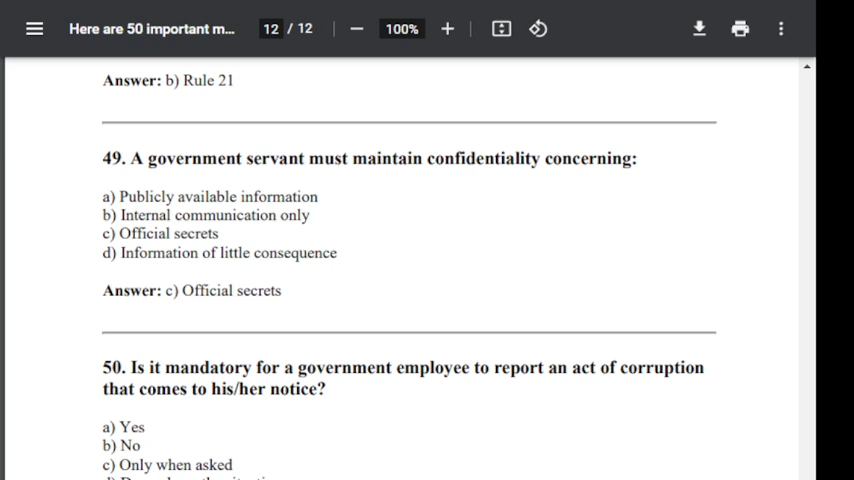 Here are 50 important m... 12 / 12 100%
Answer: b) Rule 21
49. A government servant must maintain confidentiality concerning:
a) Publicly available information
b) Internal communication only
c) Official secrets
d) Information of little consequence
Answer: c) Official secrets
50. Is it mandatory for a government employee to report an act of corruption
that comes to his/her notice?
a) Yes
b) No
c) Only when asked